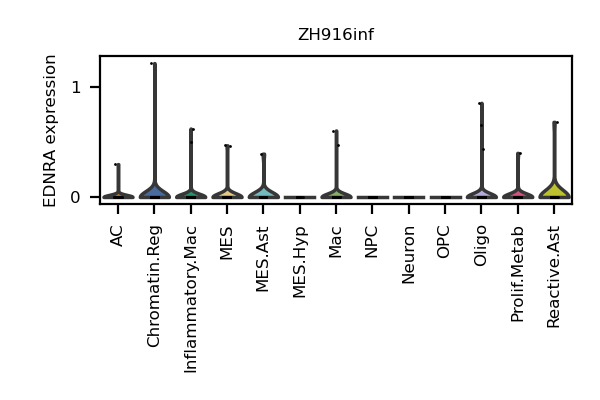 ZH916inf
EDNRA expression
1
0
AC
Chromatin.Reg
Inflammatory.Mac
MES
MES.Ast
MES.Hyp
Mac
NPC
Neuron
OPC
Oligo
Prolif.Metab
Reactive.Ast